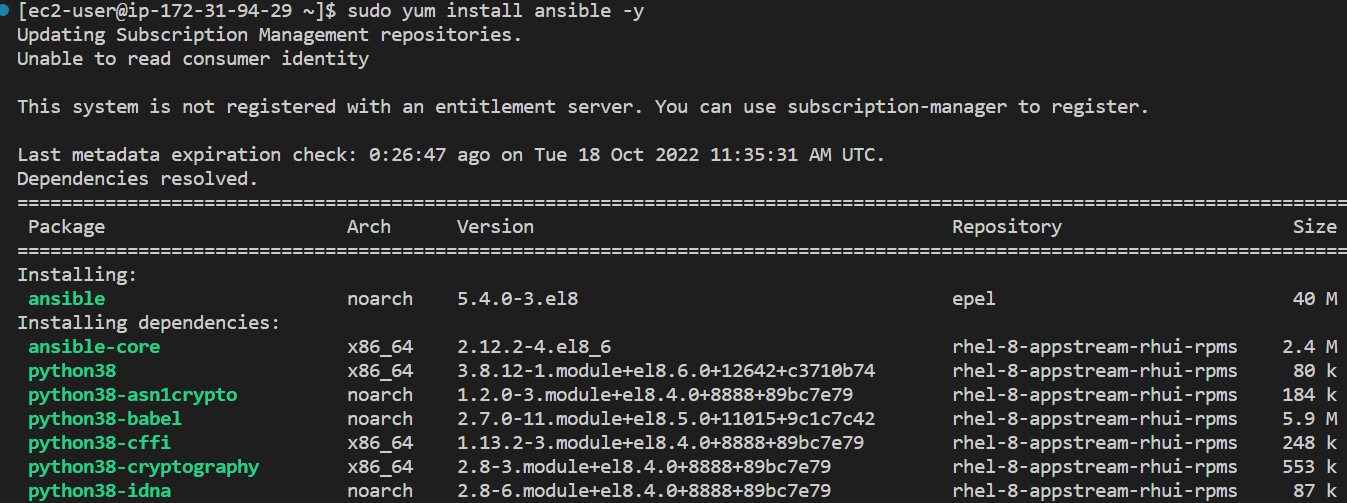 [ec2-user@ip-172-31-94-29 ~]$ sudo yum install ansible -y
Updating Subscription Management repositories.
Unable to read consumer identity
This system is not registered with an entitlement server. You can use subscription-manager to register.
Last metadata expiration check: 0:26:47 ago on Tue 18 Oct 2022 11:35:31 AM UTC.
Dependencies resolved.
================================================================================
Package Arch Version Repository Size
================================================================================
Installing:
ansible noarch 5.4.0-3.el8 epel 40 M
Installing dependencies:
ansible-core x86_64 2.12.2-4.el8_6 rhel-8-appstream-rhui-rpms 2.4 M
python38 x86_64 3.8.12-1.module+el8.6.0+12642+c3710b74 rhel-8-appstream-rhui-rpms 80 k
python38-asn1crypto noarch 1.2.0-3.module+el8.4.0+8888+89bc7e79 rhel-8-appstream-rhui-rpms 184 k
python38-babel noarch 2.7.0-11.module+el8.5.0+11015+9c1c7c42 rhel-8-appstream-rhui-rpms 5.9 M
python38-cffi x86_64 1.13.2-3.module+el8.4.0+8888+89bc7e79 rhel-8-appstream-rhui-rpms 248 k
python38-cryptography x86_64 2.8-3.module+el8.4.0+8888+89bc7e79 rhel-8-appstream-rhui-rpms 553 k
python38-idna noarch 2.8-6.module+el8.4.0+8888+89bc7e79 rhel-8-appstream-rhui-rpms 87 k